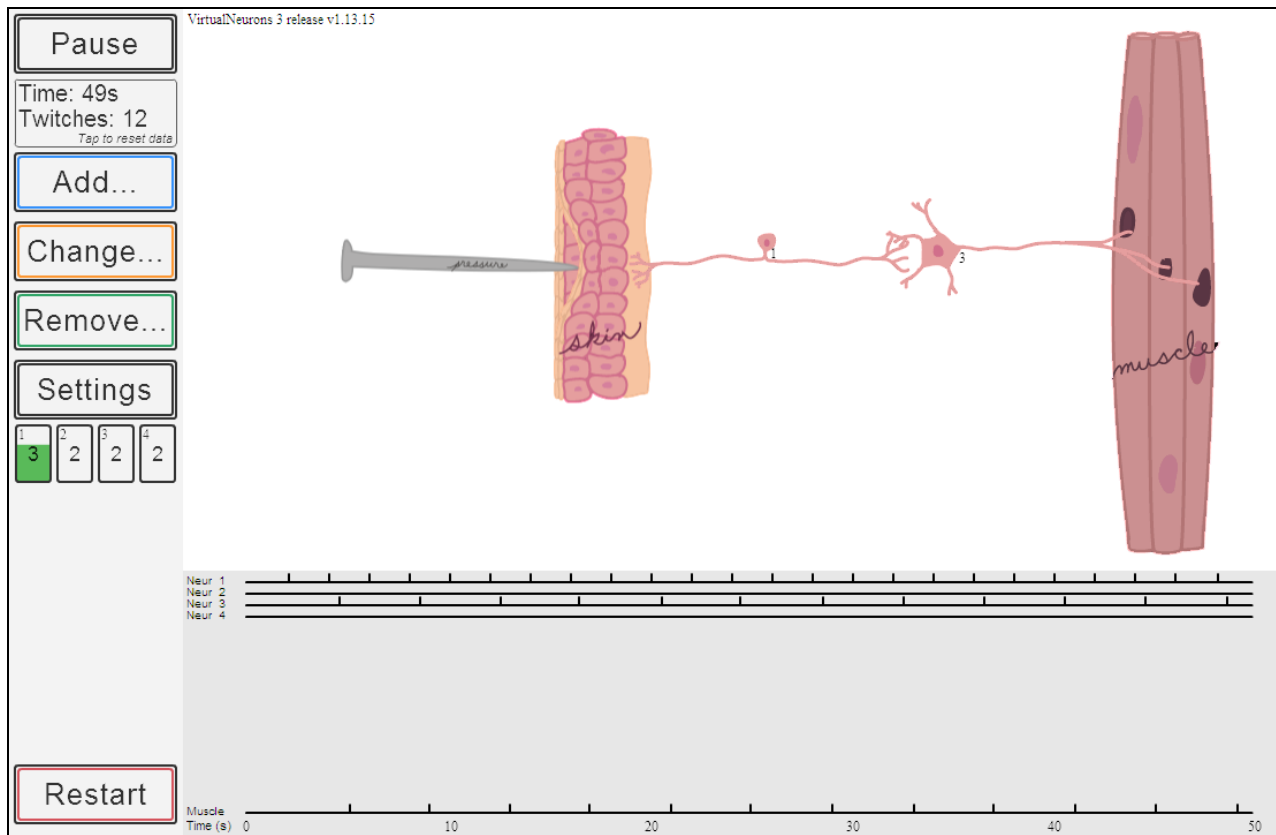 VirtualNeurons 3 release v1.13.15
Pause
Time: 49s
Twitches: 12
Tap to reset data
Add...
Change...
Remove...
Settings
1 2 3 4
3 2 2 2
Restart
pressure
skin
1
3
muscle
Neur 1
Neur 2
Neur 3
Neur 4
Muscle
Time (s) 0 10 20 30 40 50